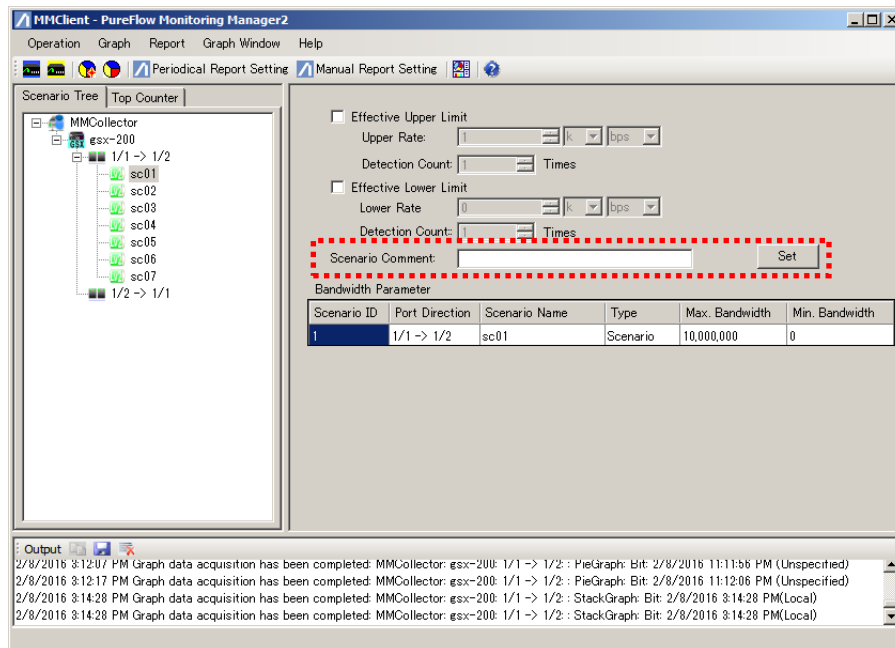 MMClient - PureFlow Monitoring Manager2
Operation Graph Report Graph Window Help
Periodical Report Setting Manual Report Setting
Scenario Tree Top Counter
MMCollector
GSX gsx-200
1/1 -> 1/2
sc01
sc02
sc03
sc04
sc05
sc06
sc07
1/2 -> 1/1
Effective Upper Limit
Upper Rate: 1 k bps
Detection Count: 1 Times
Effective Lower Limit
Lower Rate 0 k bps
Detection Count: 1 Times
Scenario Comment: Set
Bandwidth Parameter
Scenario ID Port Direction Scenario Name Type Max. Bandwidth Min. Bandwidth
1 1/1 -> 1/2 sc01 Scenario 10,000,000 0
Output
2/8/2016 3:12:07 PM Graph data acquisition has been completed: MMCollector: gsx-200: 1/1 -> 1/2: : PieGraph: Bit: 2/8/2016 11:11:56 PM (Unspecified)
2/8/2016 3:12:17 PM Graph data acquisition has been completed: MMCollector: gsx-200: 1/1 -> 1/2: : PieGraph: Bit: 2/8/2016 11:12:06 PM (Unspecified)
2/8/2016 3:14:28 PM Graph data acquisition has been completed: MMCollector: gsx-200: 1/1 -> 1/2: : StackGraph: Bit: 2/8/2016 3:14:28 PM(Local)
2/8/2016 3:14:28 PM Graph data acquisition has been completed: MMCollector: gsx-200: 1/1 -> 1/2: : StackGraph: Bit: 2/8/2016 3:14:28 PM(Local)